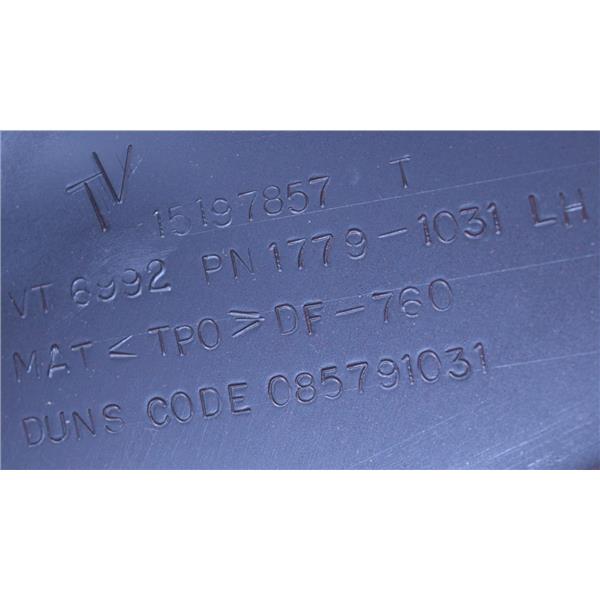 TV 15197857 T
VT 6992 PN 1779-1031 LH
MAT <TPO> DF-760
DUNS CODE 085791031